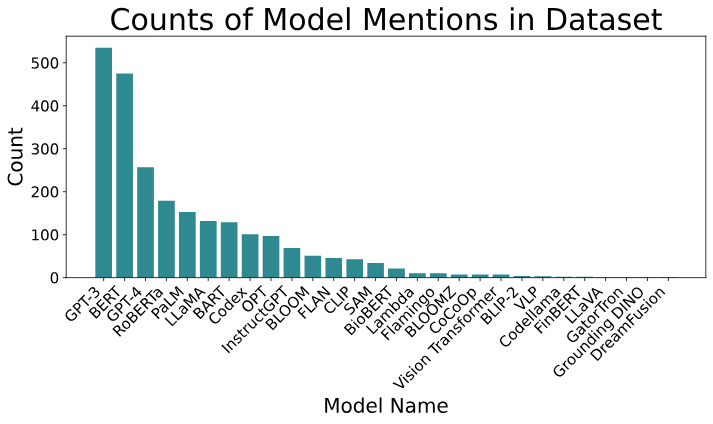 Counts of Model Mentions in Dataset
Count
500
400
300
200
100
0
GPT-3
BERT
GPT-4
RoBERTa
PaLM
LLaMA
BART
Codex
OPT
InstructGPT
BLOOM
FLAN
CLIP
SAM
BioBERT
Lambda
Flamingo
BLOOMZ
CoCoOp
Vision Transformer
BLIP-2
VLP
Codellama
FinBERT
LLaVA
GatorTron
Grounding DINO
DreamFusion
Model Name